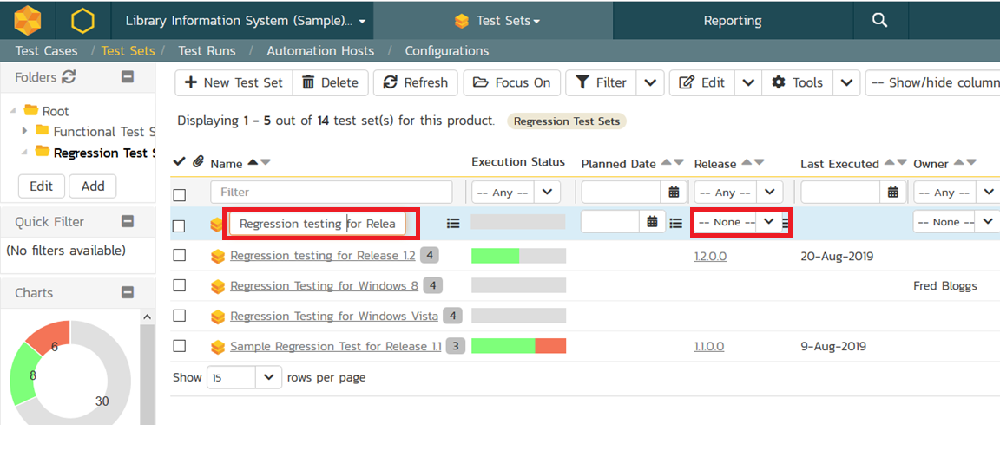 Library Information System (Sample)... Test Sets Reporting
Test Cases / Test Sets / Test Runs / Automation Hosts / Configurations
Folders
Root
Functional Test S
Regression Test S
Edit Add
Quick Filter
(No filters available)
Charts
6
8
30
New Test Set Delete Refresh Focus On Filter Edit Tools -- Show/hide column
Displaying 1 - 5 out of 14 test set(s) for this product. Regression Test Sets
Name Execution Status Planned Date Release Last Executed Owner
Filter -- Any -- -- Any -- -- Any --
Regression testing for Relea -- None -- -- None --
Regression testing for Release 1.2 4 1.2.0.0 20-Aug-2019
Regression Testing for Windows 8 4 Fred Bloggs
Regression Testing for Windows Vista 4
Sample Regression Test for Release 1.1 3 1.1.0.0 9-Aug-2019
Show 15 rows per page